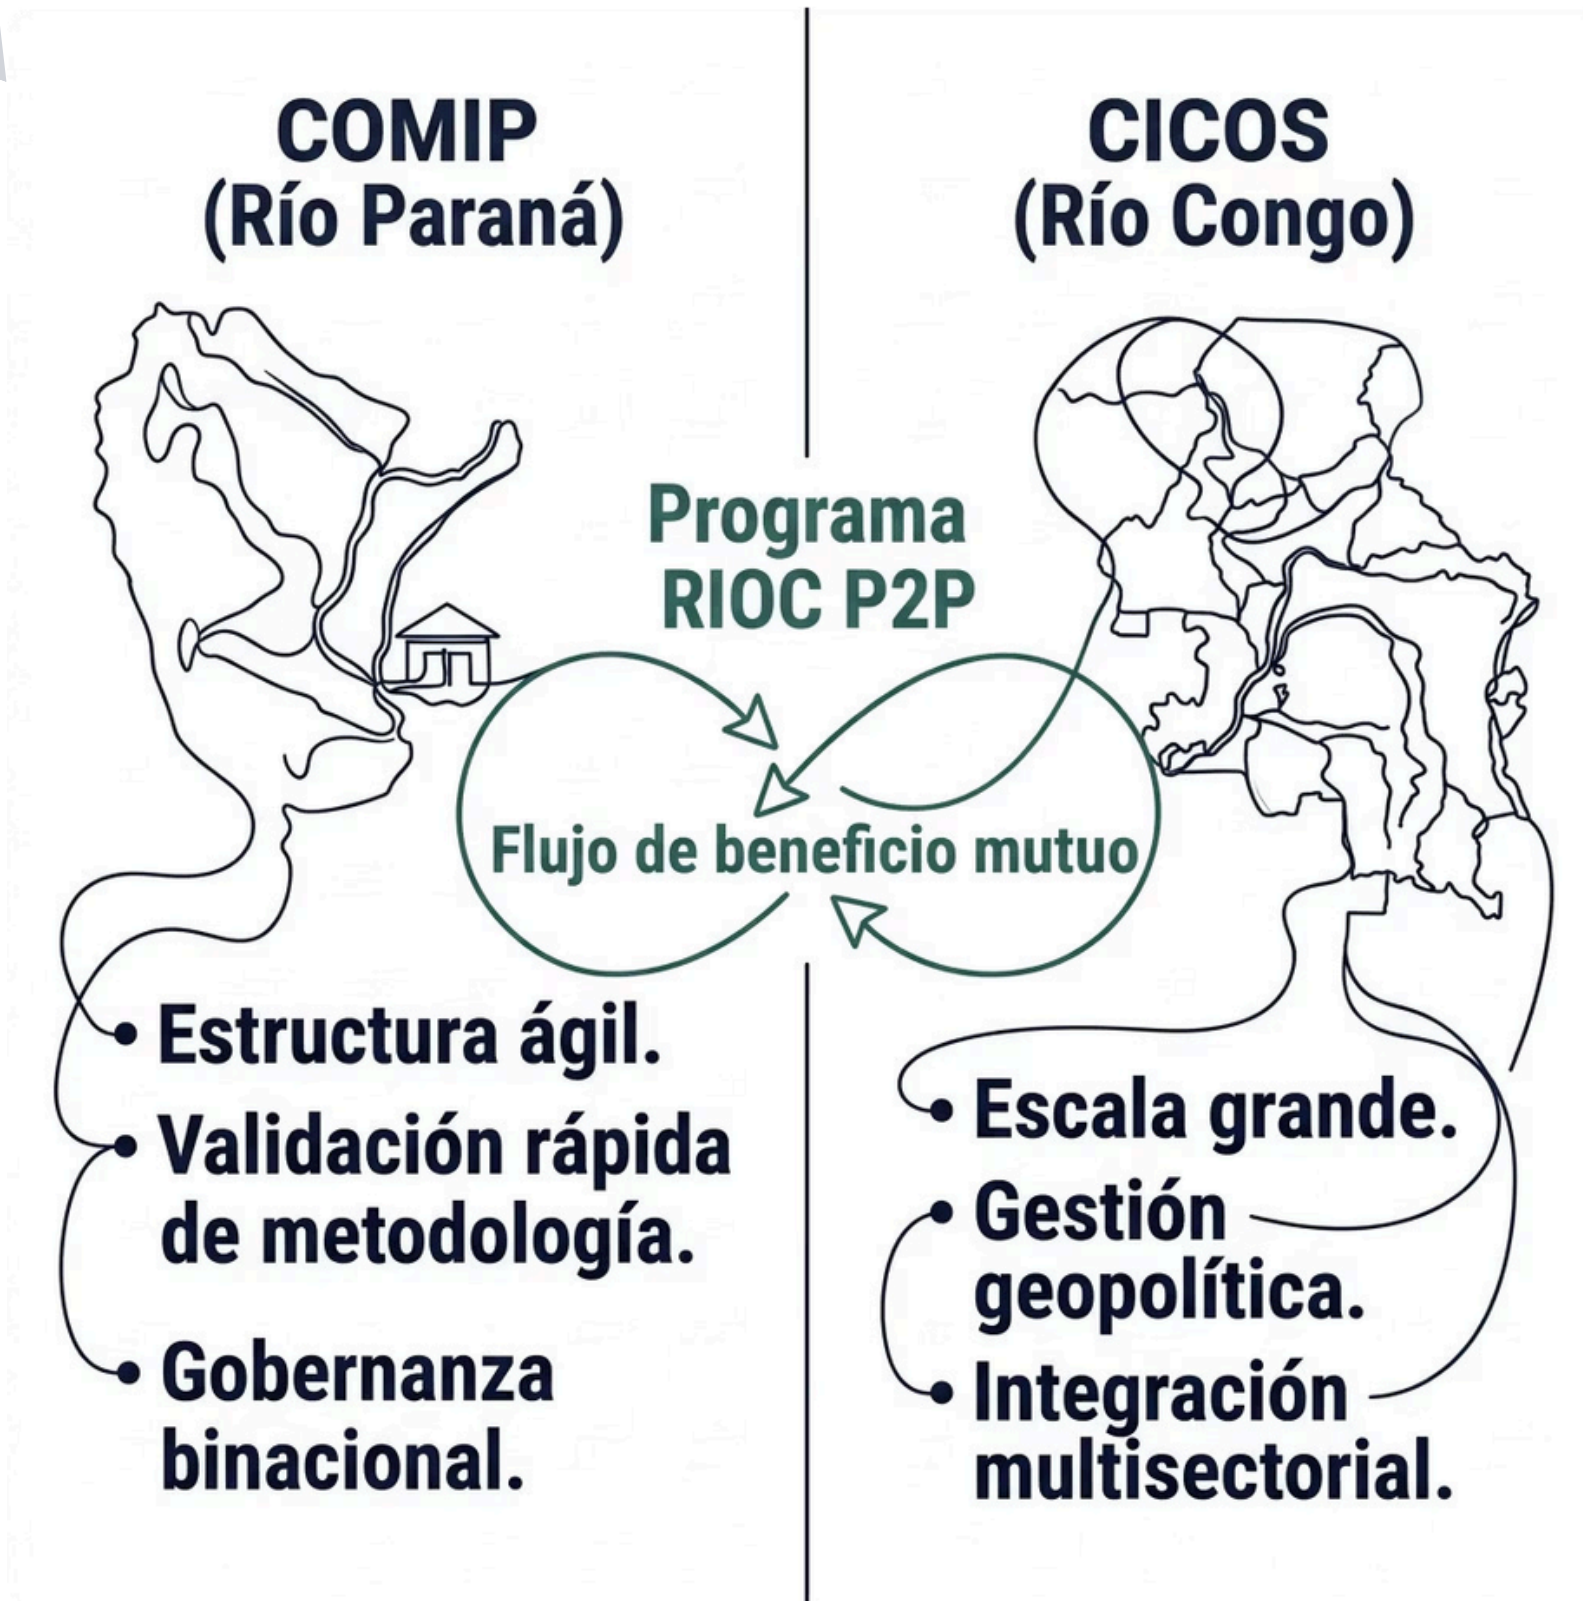 COMIP
(Río Paraná)
CICOS
(Río Congo)
Programa
RIOC P2P
Flujo de beneficio mutuo
Estructura ágil.
Validación rápida
de metodología.
Gobernanza
binacional.
Escala grande.
Gestión
geopolítica.
Integración
multisectorial.